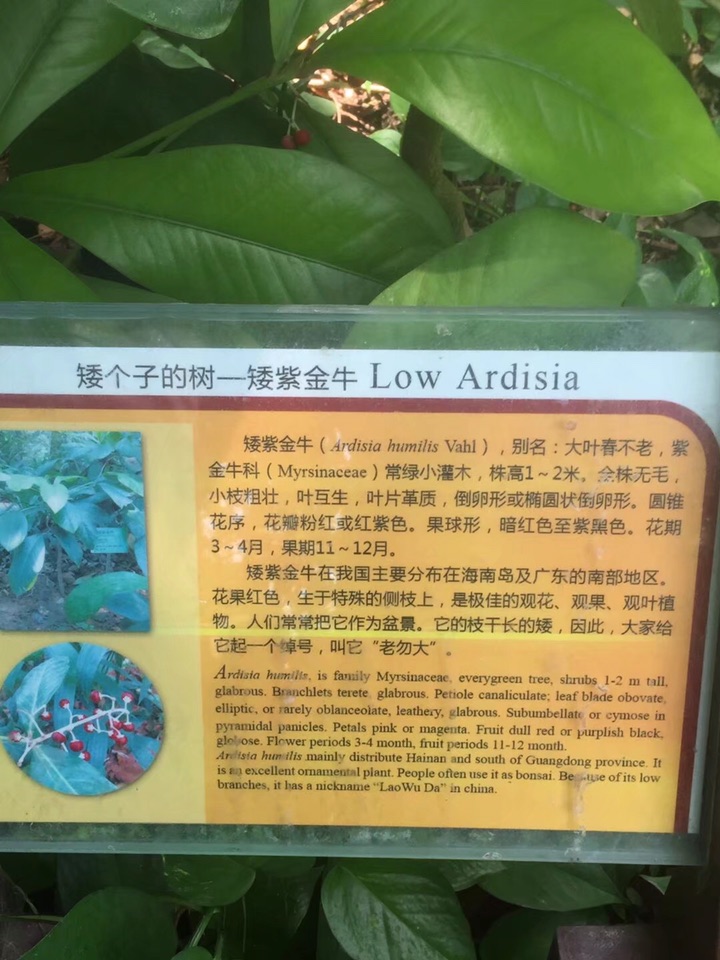 矮个子的树—矮紫金牛 Low Ardisia
矮紫金牛（Ardisia humilis Vahl），别名：大叶春不老，紫
金牛科（Myrsinaceae）常绿小灌木，株高1～2米。全株无毛，
小枝粗壮，叶互生，叶片革质，倒卵形或椭圆状倒卵形。圆锥
花序，花瓣粉红或红紫色。果球形，暗红色至紫黑色。花期
3～4月，果期11～12月。
矮紫金牛在我国主要分布在海南岛及广东的南部地区。
花果红色，生于特殊的侧枝上，是极佳的观花、观果、观叶植
物。人们常常把它作为盆景。它的枝干长的矮，因此，大家给
它起一个绰号，叫它“老勿大”。
Ardisia humilis, is family Myrsinaceae, everygreen tree, shrubs 1-2 m tall,
glabrous. Branchlets terete, glabrous. Petiole canaliculate; leaf blade obovate,
elliptic, or rarely oblanceolate, leathery, glabrous. Subumbellate or cymose in
pyramidal panicles. Petals pink or magenta. Fruit dull red or purplish black,
globose. Flower periods 3-4 month, fruit periods 11-12 month.
Ardisia humilis mainly distribute Hainan and south of Guangdong province. It
is an excellent ornamental plant. People often use it as bonsai. Because of its low
branches, it has a nickname “LaoWu Da” in china.